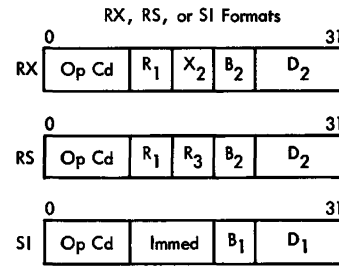 RX, RS, or SI Formats
0 31
RX Op Cd R1 X2 B2 D2
0 31
RS Op Cd R1 R3 B2 D2
0 31
SI Op Cd Immed B1 D1